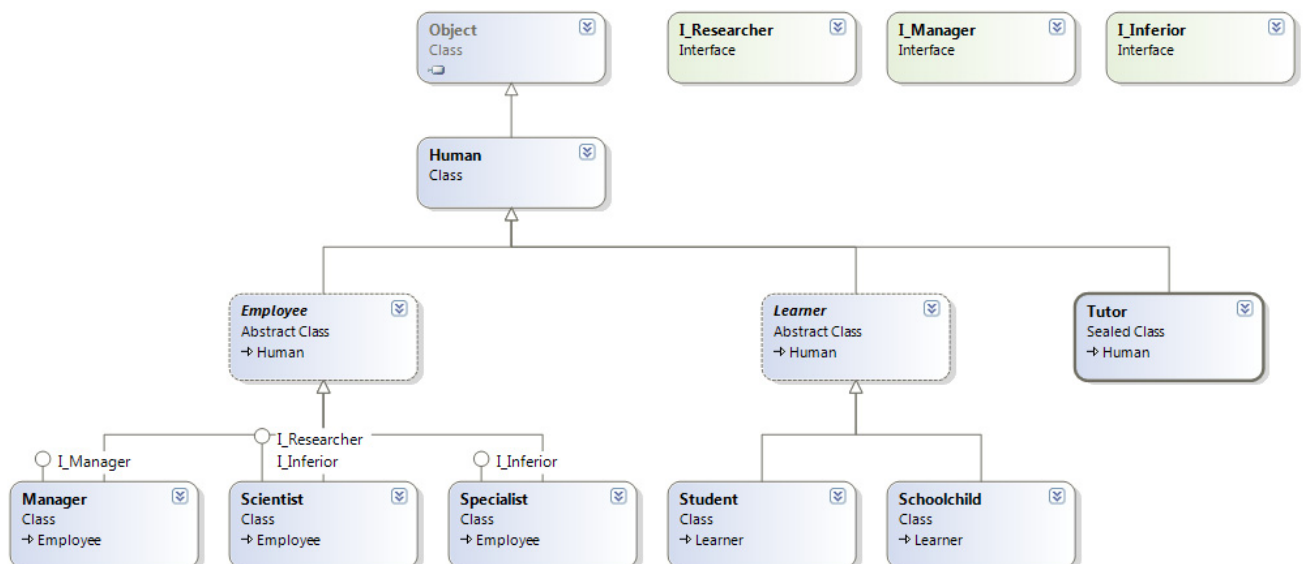 Object
Class
I_Researcher
Interface
I_Manager
Interface
I_Inferior
Interface
Human
Class
Employee
Abstract Class
Human
Learner
Abstract Class
Human
Tutor
Sealed Class
Human
I_Manager
I_Researcher
I_Inferior
I_Inferior
Manager
Class
Employee
Scientist
Class
Employee
Specialist
Class
Employee
Student
Class
Learner
Schoolchild
Class
Learner